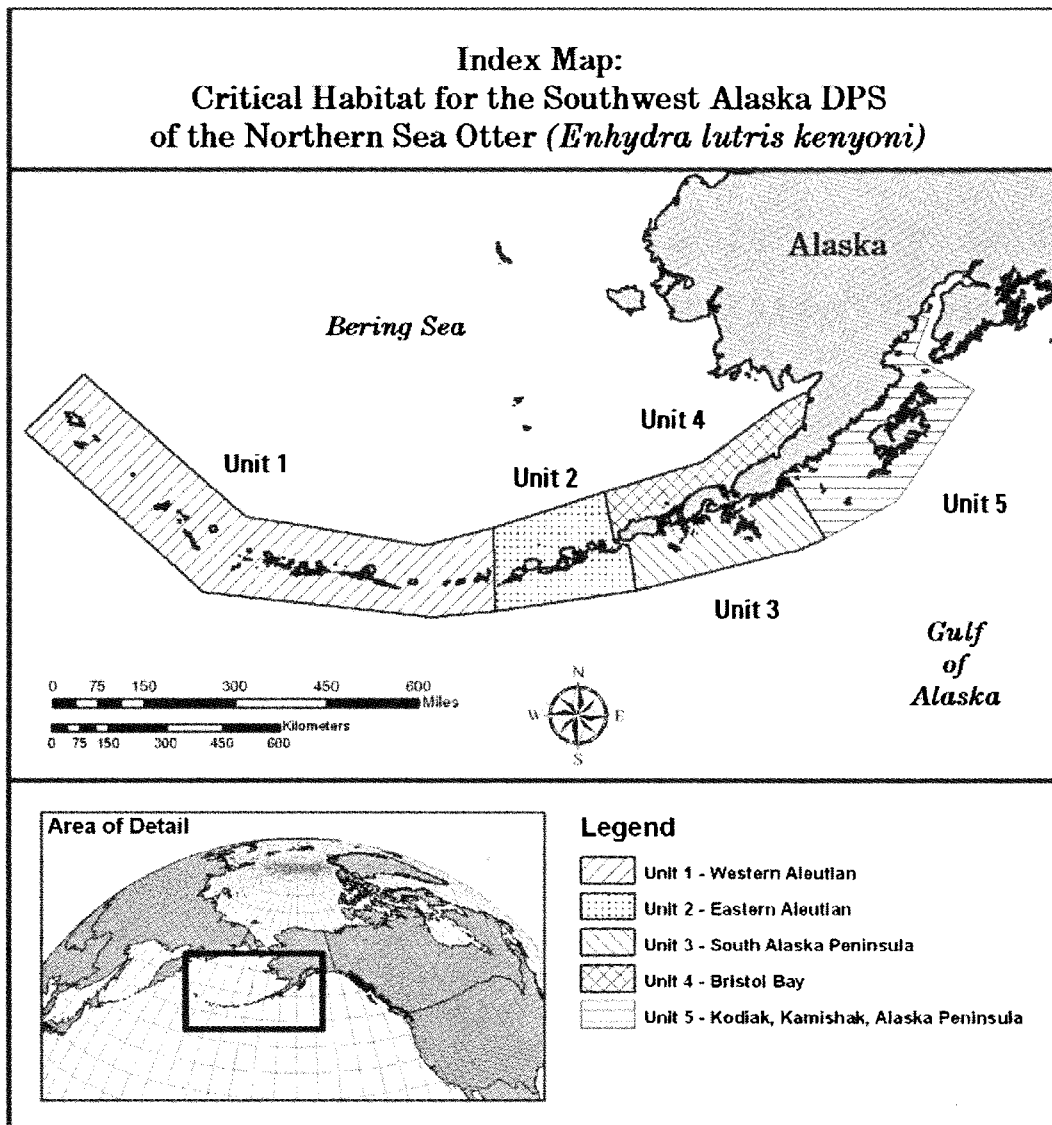 Index Map:
Critical Habitat for the Southwest Alaska DPS
of the Northern Sea Otter (Enhydra lutris kenyoni)
Alaska
Bering Sea
Unit 4
Unit 1
Unit 2
Unit 5
Unit 3
Gulf
of
Alaska
0 75 150 300 450 600
Miles
Kilometers
0 75 150 300 450 600
N
W E
S
Area of Detail
Legend
Unit 1 - Western Aleutian
Unit 2 - Eastern Aleutian
Unit 3 - South Alaska Peninsula
Unit 4 - Bristol Bay
Unit 5 - Kodiak, Kamishak, Alaska Peninsula